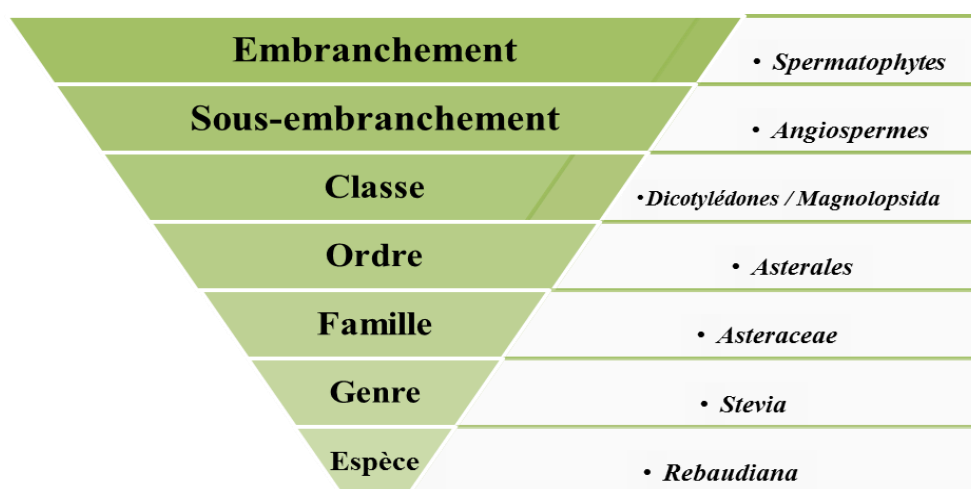 Embranchement
• Spermatophytes
Sous-embranchement
• Angiospermes
Classe
•Dicotylédones / Magnolopsida
Ordre
• Asterales
Famille
• Asteraceae
Genre
• Stevia
Espèce
• Rebaudiana